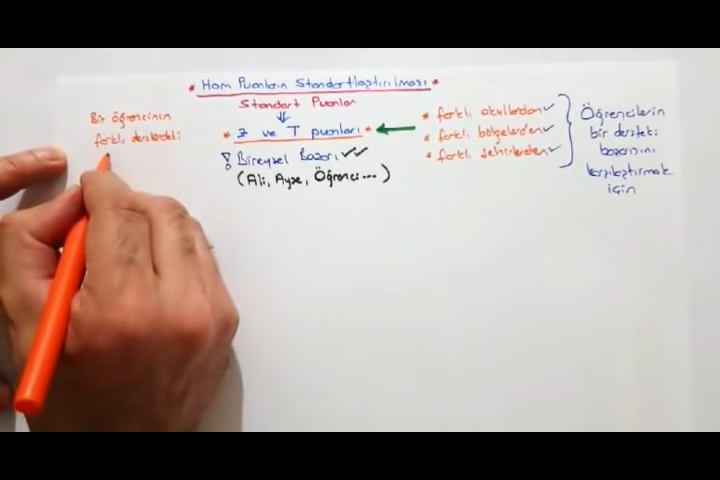 * Ham Puanların Standartlaştırılması *
Standart Puanlar
* Z ve T puanları *
! Bireysel Başarı ✓✓
(Ali, Ayşe, Öğrenci...)
Bir öğrencinin
farklı derslerdeki
* farklı okullardan ✓
* farklı bölgelerden ✓
* farklı şehirlerden ✓
Öğrencilerin
bir dersteki
başarısını
karşılaştırmak
için